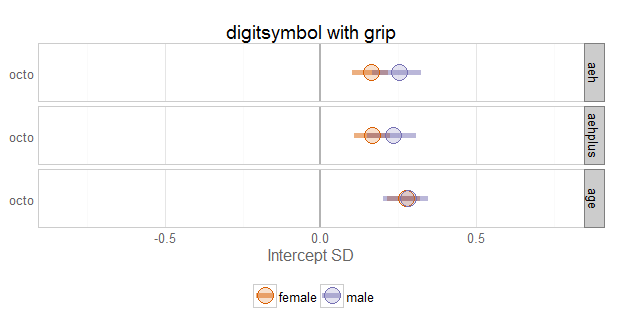 digitsymbol with grip
octo
aeh
octo
aehplus
octo
age
-0.5 0.0 0.5
Intercept SD
female male